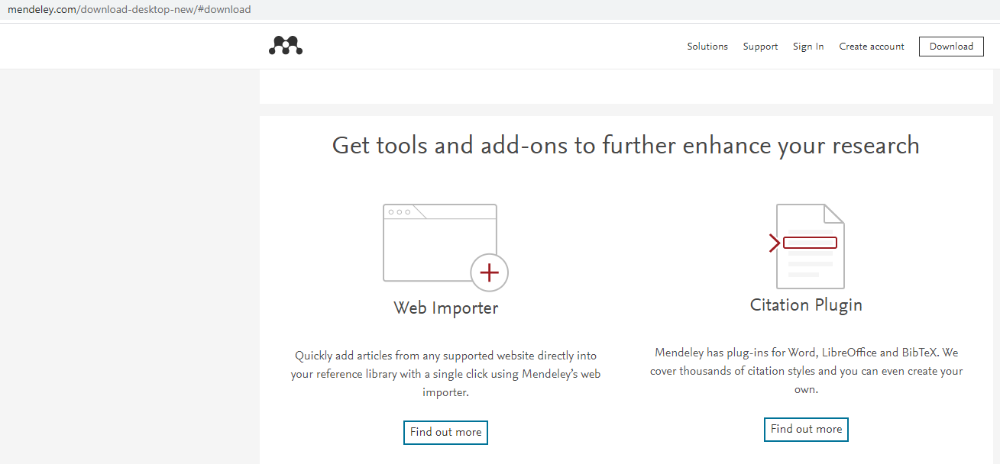 mendeley.com/download-desktop-new/#download
Solutions Support Sign In Create account Download
Get tools and add-ons to further enhance your research
Web Importer
Quickly add articles from any supported website directly into
your reference library with a single click using Mendeley’s web
importer.
Find out more
Citation Plugin
Mendeley has plug-ins for Word, LibreOffice and BibTeX. We
cover thousands of citation styles and you can even create your
own.
Find out more